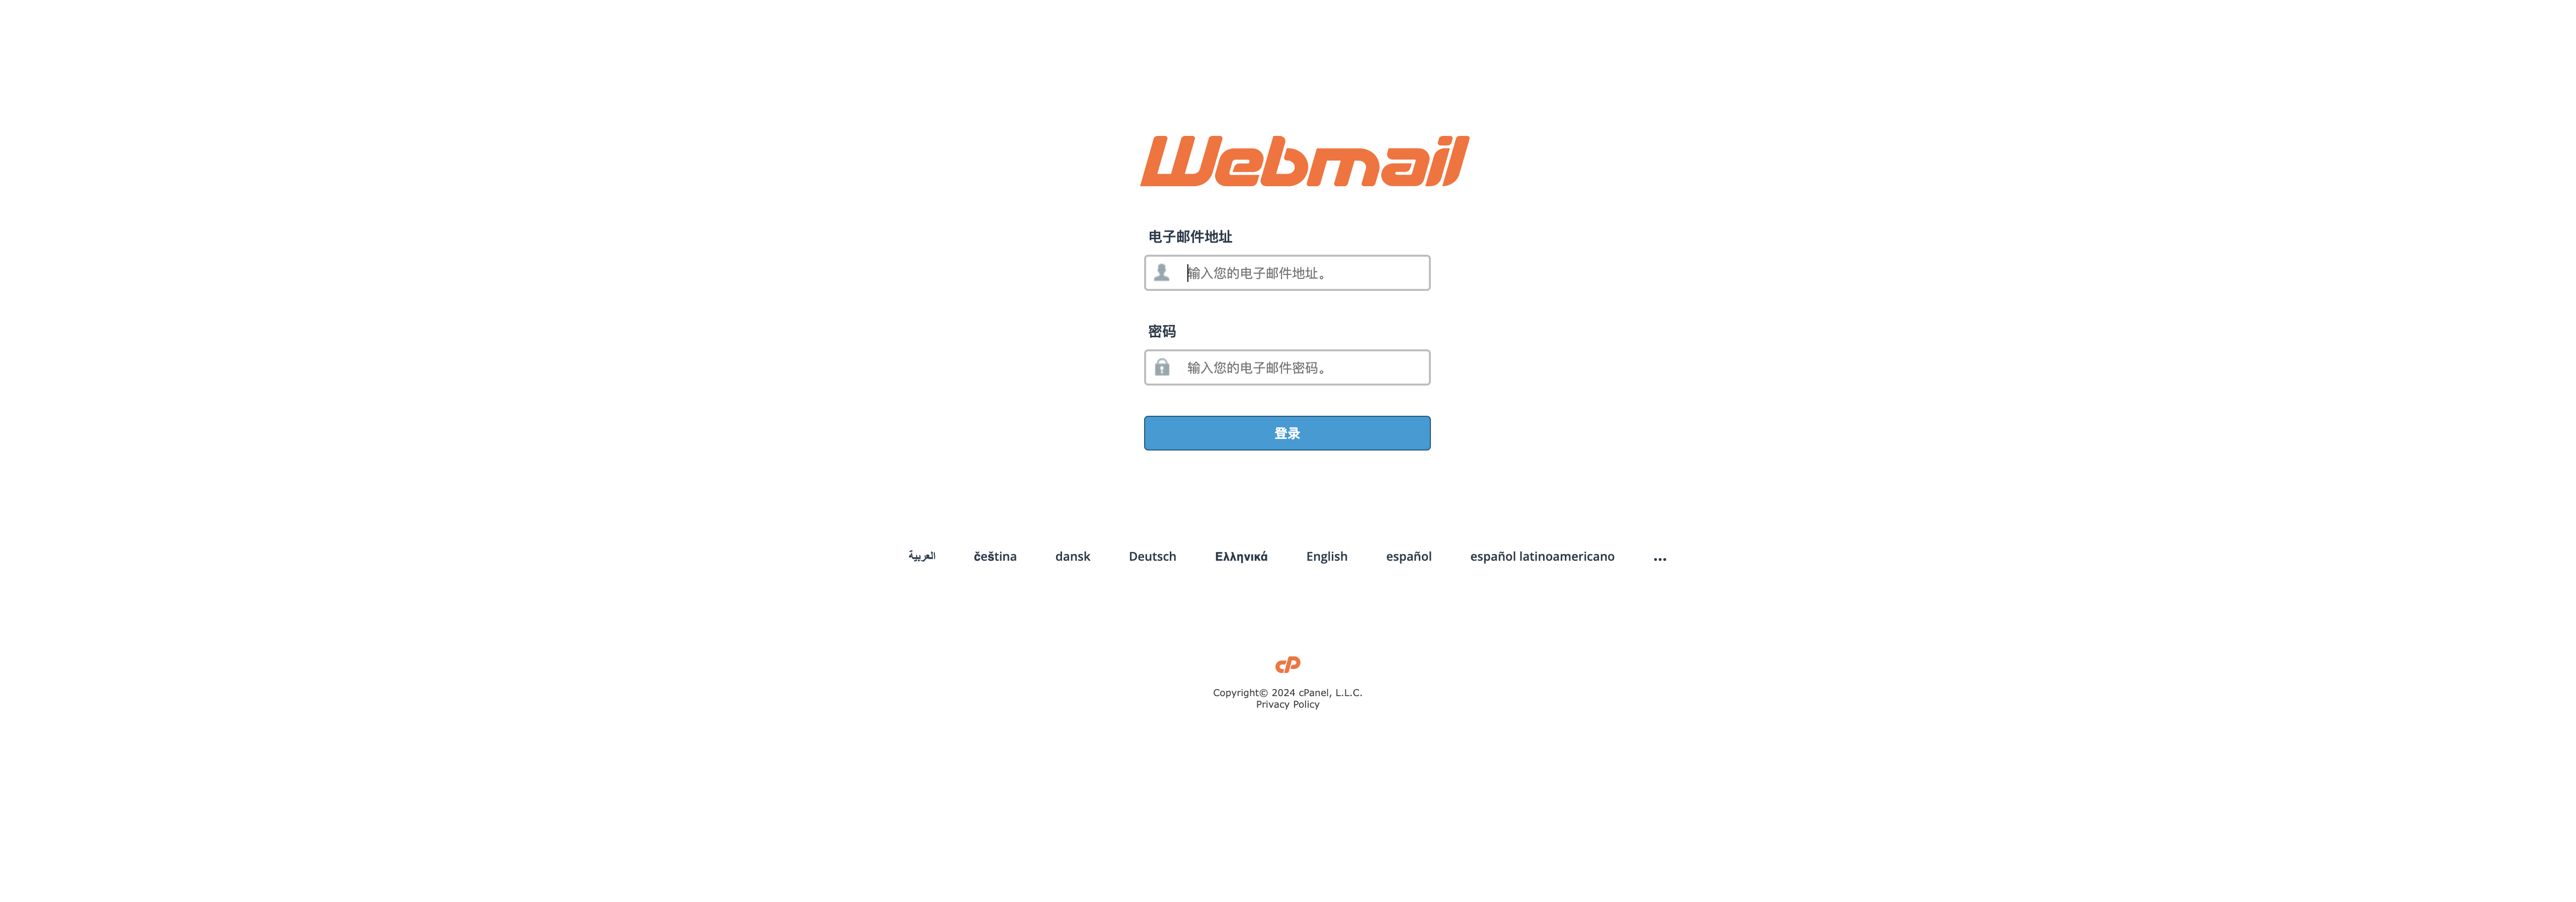 Webmail
电子邮件地址
输入您的电子邮件地址。
密码
输入您的电子邮件密码。
登录
العربية čeština dansk Deutsch Ελληνικά English español español latinoamericano ...
cP
Copyright© 2024 cPanel, L.L.C.
Privacy Policy